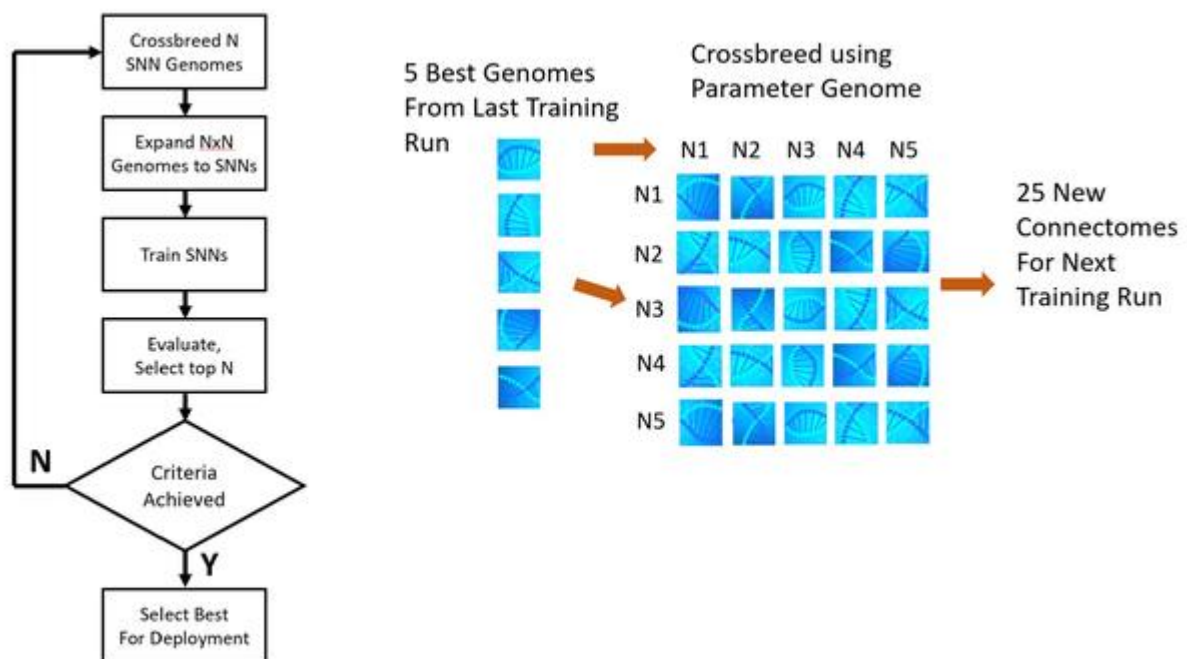 Crossbreed N
SNN Genomes
Expand NxN
Genomes to SNNs
Train SNNs
Evaluate,
Select top N
Criteria
Achieved
N
Y
Select Best
For Deployment
5 Best Genomes
From Last Training
Run
Crossbreed using
Parameter Genome
N1 N2 N3 N4 N5
N1
N2
N3
N4
N5
25 New
Connectomes
For Next
Training Run